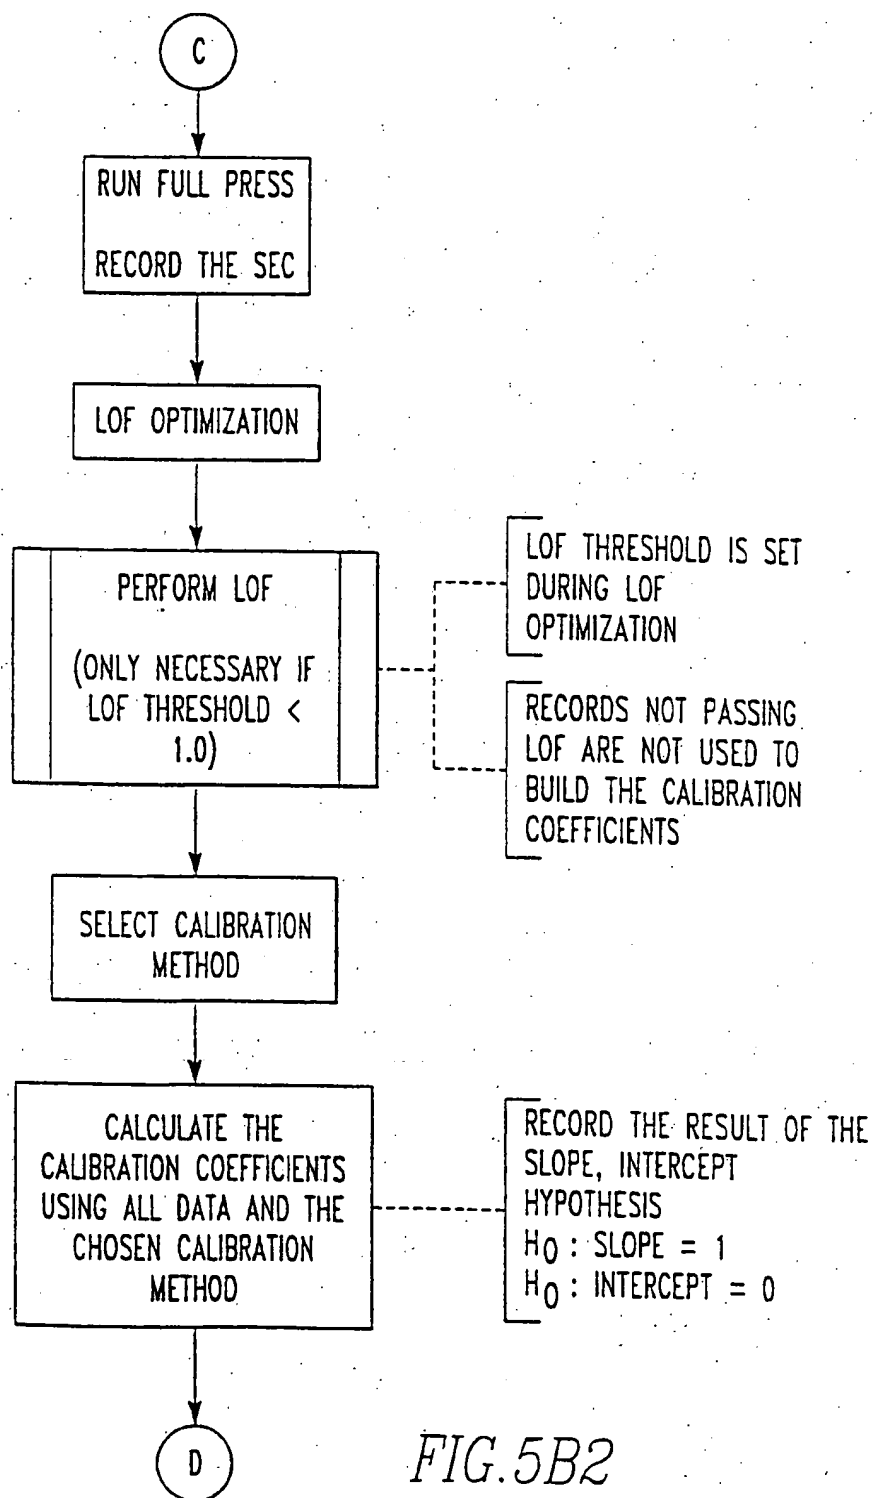 C
RUN FULL PRESS
RECORD THE SEC
LOF OPTIMIZATION
PERFORM LOF
(ONLY NECESSARY IF
LOF THRESHOLD <
1.0)
LOF THRESHOLD IS SET
DURING LOF
OPTIMIZATION
RECORDS NOT PASSING
LOF ARE NOT USED TO
BUILD THE CALIBRATION
COEFFICIENTS
SELECT CALIBRATION
METHOD
CALCULATE THE
CALIBRATION COEFFICIENTS
USING ALL DATA AND THE
CHOSEN CALIBRATION
METHOD
RECORD THE RESULT OF THE
SLOPE, INTERCEPT
HYPOTHESIS
H0 : SLOPE = 1
H0 : INTERCEPT = 0
D
FIG.5B2